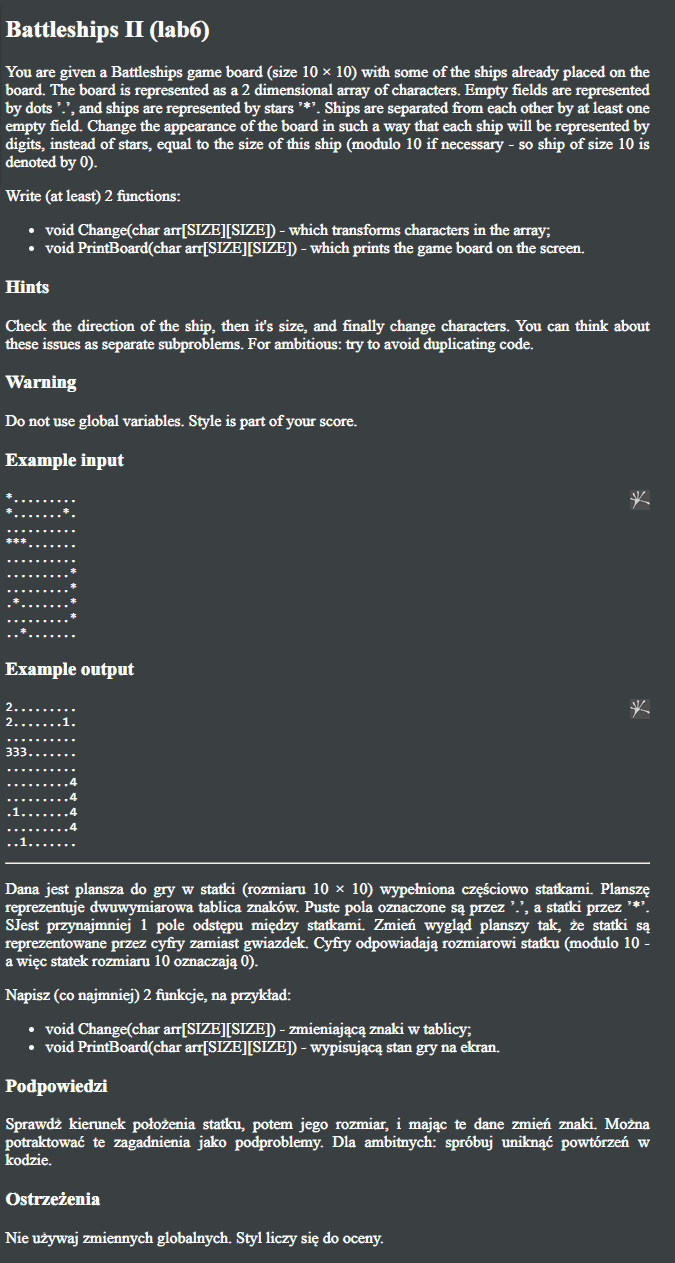 Battleships II (lab6)
You are given a Battleships game board (size 10 × 10) with some of the ships already placed on the
board. The board is represented as a 2 dimensional array of characters. Empty fields are represented
by dots ’.’, and ships are represented by stars ’*’. Ships are separated from each other by at least one
empty field. Change the appearance of the board in such a way that each ship will be represented by
digits, instead of stars, equal to the size of this ship (modulo 10 if necessary - so ship of size 10 is
denoted by 0).
Write (at least) 2 functions:
• void Change(char arr[SIZE][SIZE]) - which transforms characters in the array;
• void PrintBoard(char arr[SIZE][SIZE]) - which prints the game board on the screen.
Hints
Check the direction of the ship, then it's size, and finally change characters. You can think about
these issues as separate subproblems. For ambitious: try to avoid duplicating code.
Warning
Do not use global variables. Style is part of your score.
Example input
*.........
*.......*.
..........
***.......
..........
.........*
.........*
.*.......*
.........*
..*.......
Example output
2.........
2.......1.
..........
333.......
..........
.........4
.........4
.1.......4
.........4
..1.......
Dana jest plansza do gry w statki (rozmiaru 10 × 10) wypełniona częściowo statkami. Planszę
reprezentuje dwuwymiarowa tablica znaków. Puste pola oznaczone są przez ’.’, a statki przez ’*’.
SJest przynajmniej 1 pole odstępu między statkami. Zmień wygląd planszy tak, że statki są
reprezentowane przez cyfry zamiast gwiazdek. Cyfry odpowiadają rozmiarowi statku (modulo 10 -
a więc statek rozmiaru 10 oznaczają 0).
Napisz (co najmniej) 2 funkcje, na przykład:
• void Change(char arr[SIZE][SIZE]) - zmieniającą znaki w tablicy;
• void PrintBoard(char arr[SIZE][SIZE]) - wypisującą stan gry na ekran.
Podpowiedzi
Sprawdź kierunek położenia statku, potem jego rozmiar, i mając te dane zmień znaki. Można
potraktować te zagadnienia jako podproblemy. Dla ambitnych: spróbuj uniknąć powtórzeń w
kodzie.
Ostrzeżenia
Nie używaj zmiennych globalnych. Styl liczy się do oceny.